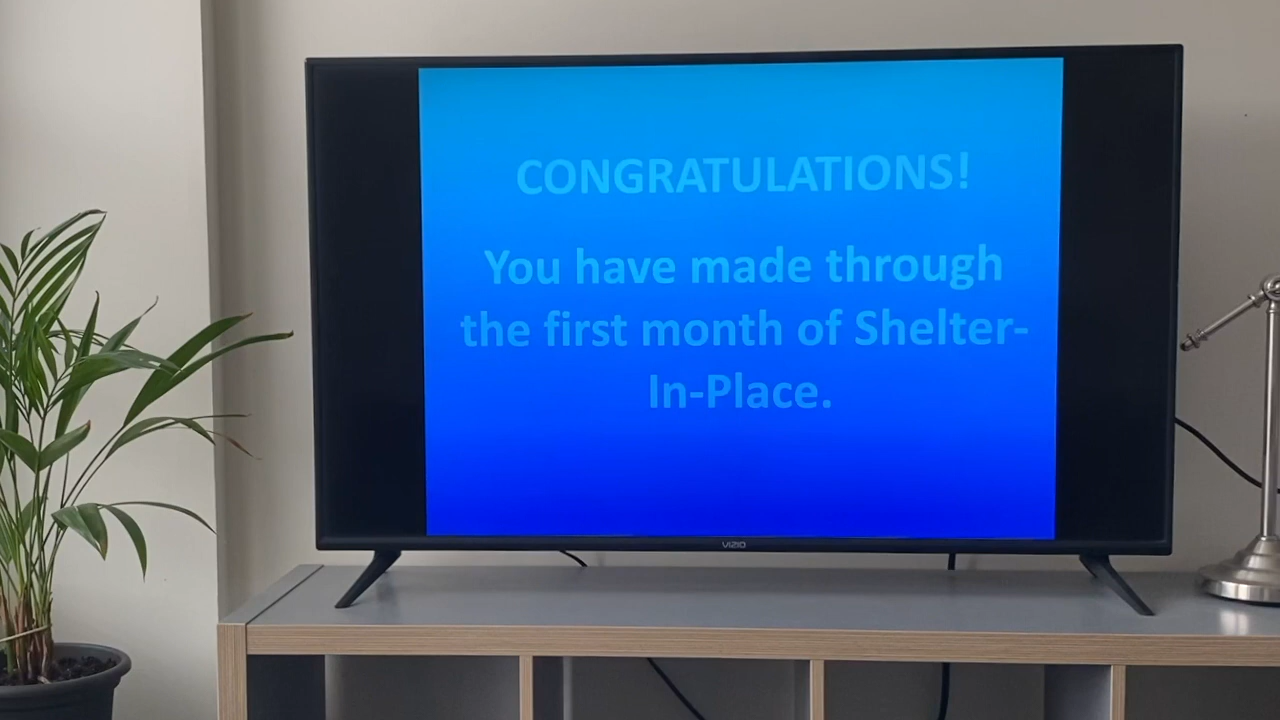 CONGRATULATIONS!
You have made through
the first month of Shelter-
In-Place.
VIZIO